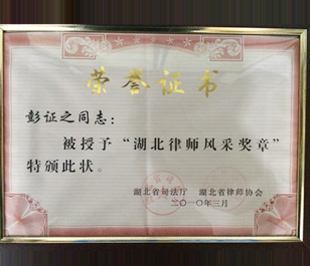 荣誉证书
彭证之同志：
被授予“湖北律师风采奖章”
特颁此状。
湖北省司法厅 湖北省律师协会
二〇一〇年三月